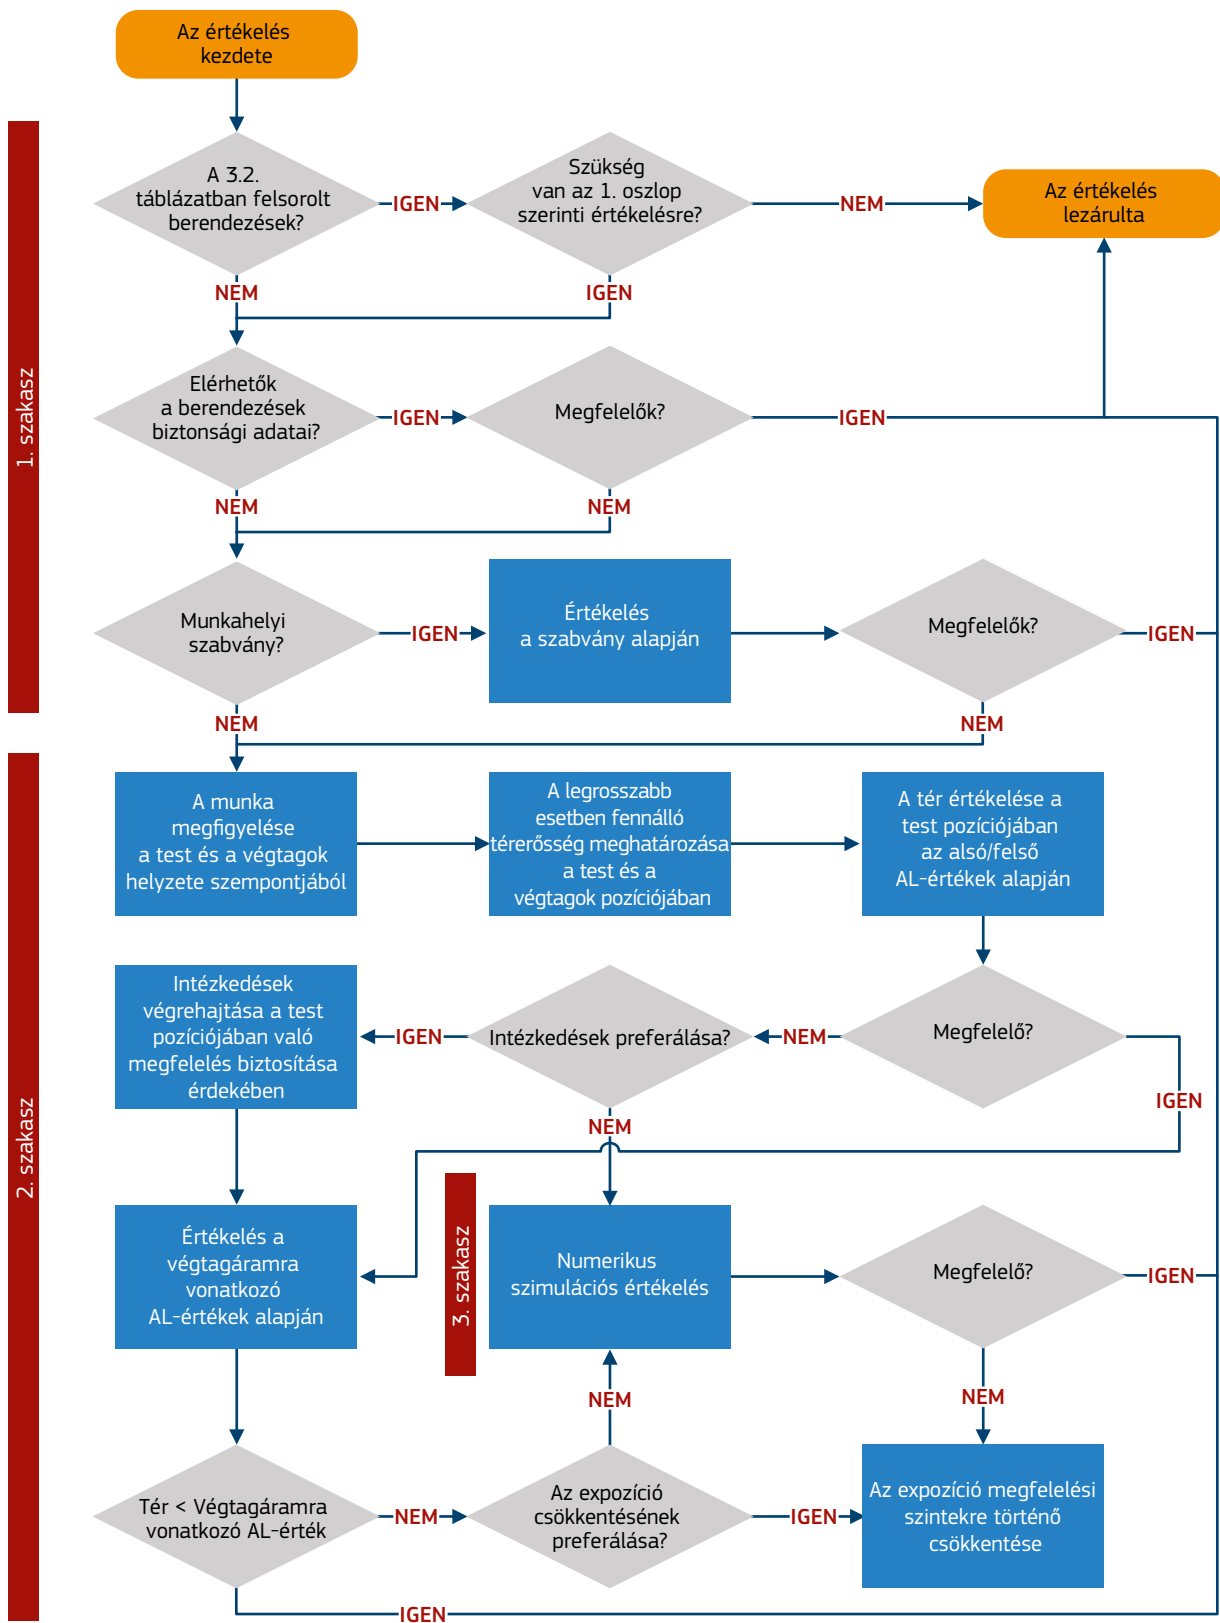 Az értékelés
kezdete
1. szakasz
A 3.2.
táblázatban felsorolt
berendezések?
IGEN
Szükség
van az 1. oszlop
szerinti értékelésre?
NEM
Az értékelés
lezárulta
NEM
IGEN
Elérhetők
a berendezések
biztonsági adatai?
IGEN
Megfelelők?
IGEN
NEM
NEM
Munkahelyi
szabvány?
IGEN
Értékelés
a szabvány alapján
Megfelelők?
IGEN
NEM
NEM
2. szakasz
A munka
megfigyelése
a test és a végtagok
helyzete szempontjából
A legrosszabb
esetben fennálló
térerősség meghatározása
a test és a
végtagok pozíciójában
A tér értékelése a
test pozíciójában
az alsó/felső
AL-értékek alapján
Intézkedések
végrehajtása a test
pozíciójában való
megfelelés biztosítása
érdekében
IGEN
Intézkedések preferálása?
NEM
Megfelelő?
IGEN
NEM
Értékelés a
végtagáramra
vonatkozó
AL-értékek alapján
3. szakasz
Numerikus
szimulációs értékelés
Megfelelő?
IGEN
NEM
NEM
Tér < Végtagáramra
vonatkozó AL-érték
NEM
Az expozíció
csökkentésének
preferálása?
IGEN
Az expozíció megfelelési
szintekre történő
csökkentése
IGEN